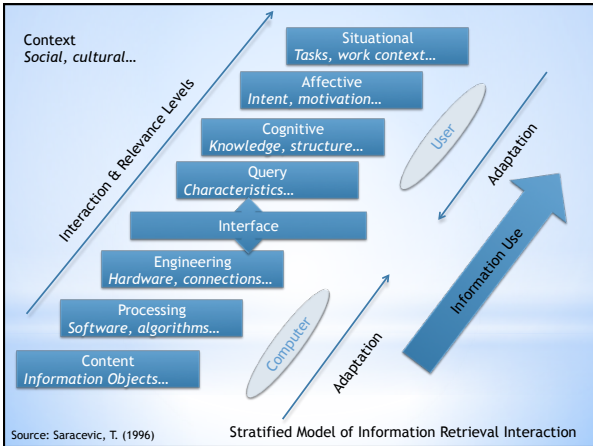 Context
Social, cultural…
Situational
Tasks, work context…
Affective
Intent, motivation…
Cognitive
Knowledge, structure…
Query
Characteristics…
Interface
Engineering
Hardware, connections…
Processing
Software, algorithms…
Content
Information Objects…
Interaction & Relevance Levels
User
Adaptation
Computer
Adaptation
Information Use
Source: Saracevic, T. (1996)
Stratified Model of Information Retrieval Interaction